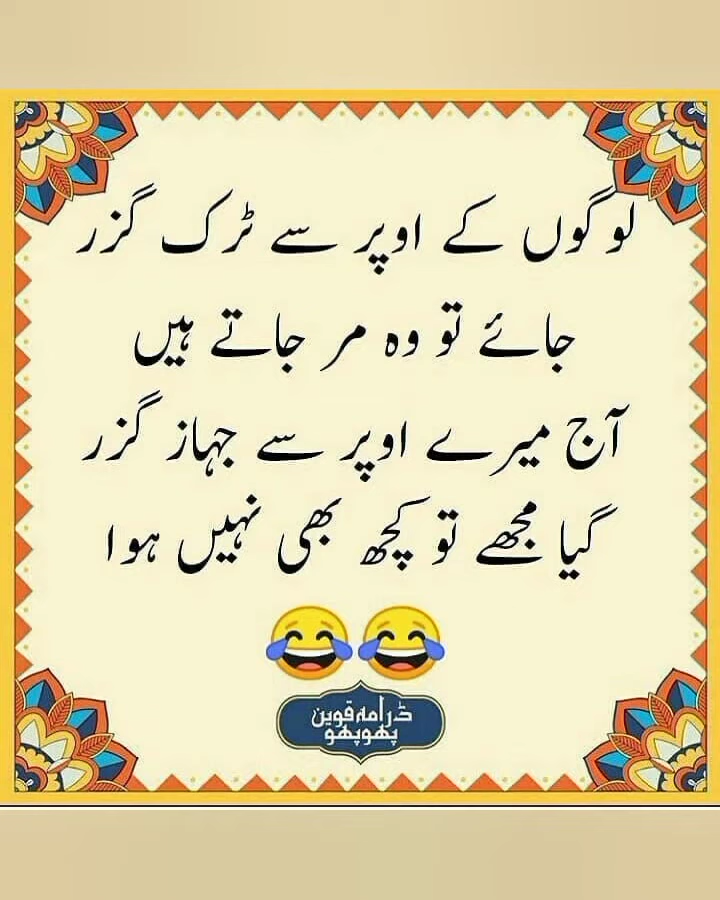 لوگوں کے اوپر سے ٹرک گزر
جائے تو وہ مر جاتے ہیں
آج میرے اوپر سے جہاز گزر
گیا مجھے تو کچھ بھی نہیں ہوا
😂😂
ڈرامہ قوین
پھوپھو